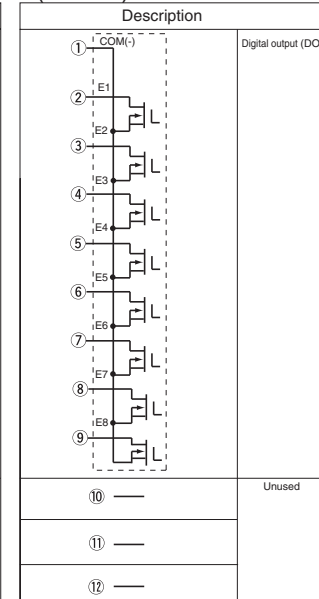 Description
COM(-)
① Digital output (DO
E1
②
E2
③
E3
④
E4
⑤
E5
⑥
E6
⑦
E7
⑧
E8
⑨
⑩ — Unused
⑪ —
⑫ —